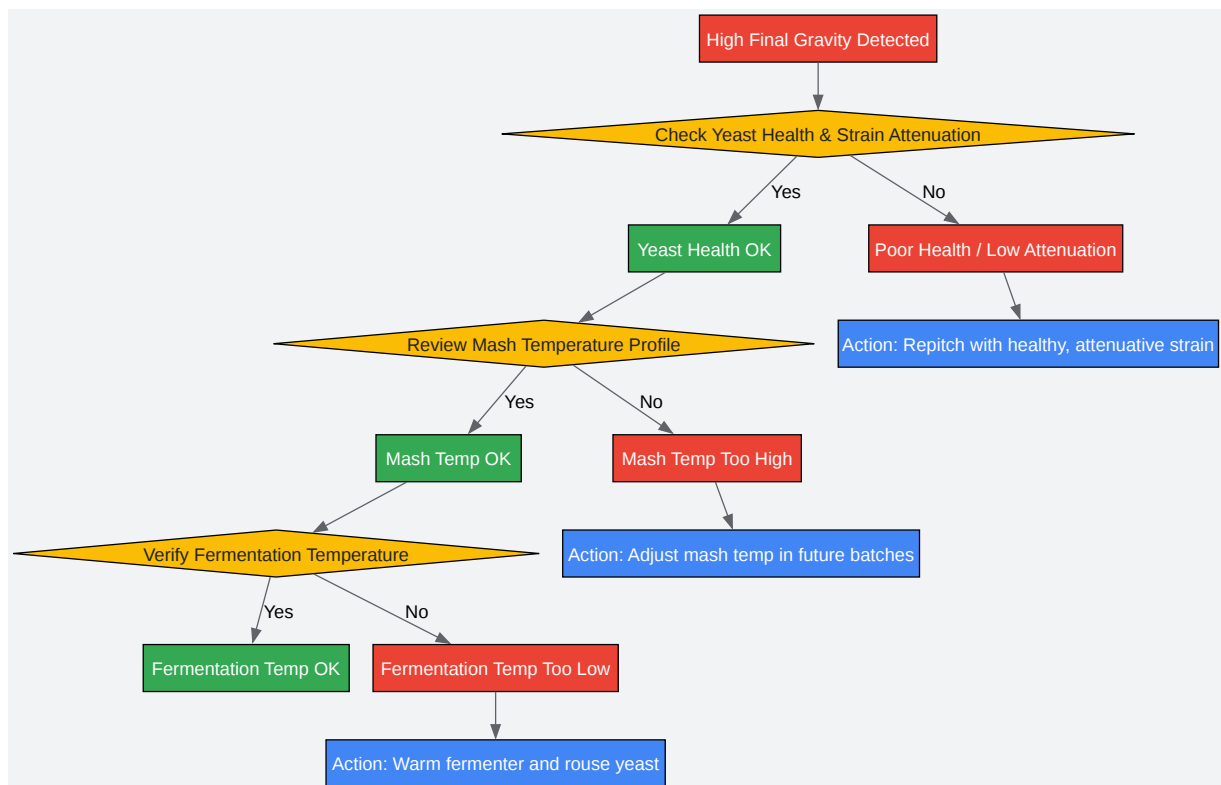 High Final Gravity Detected
Check Yeast Health & Strain Attenuation
Yes
No
Yeast Health OK
Poor Health / Low Attenuation
Review Mash Temperature Profile
Action: Repitch with healthy, attenuative strain
Yes
No
Mash Temp OK
Mash Temp Too High
Verify Fermentation Temperature
Action: Adjust mash temp in future batches
Yes
No
Fermentation Temp OK
Fermentation Temp Too Low
Action: Warm fermenter and rouse yeast